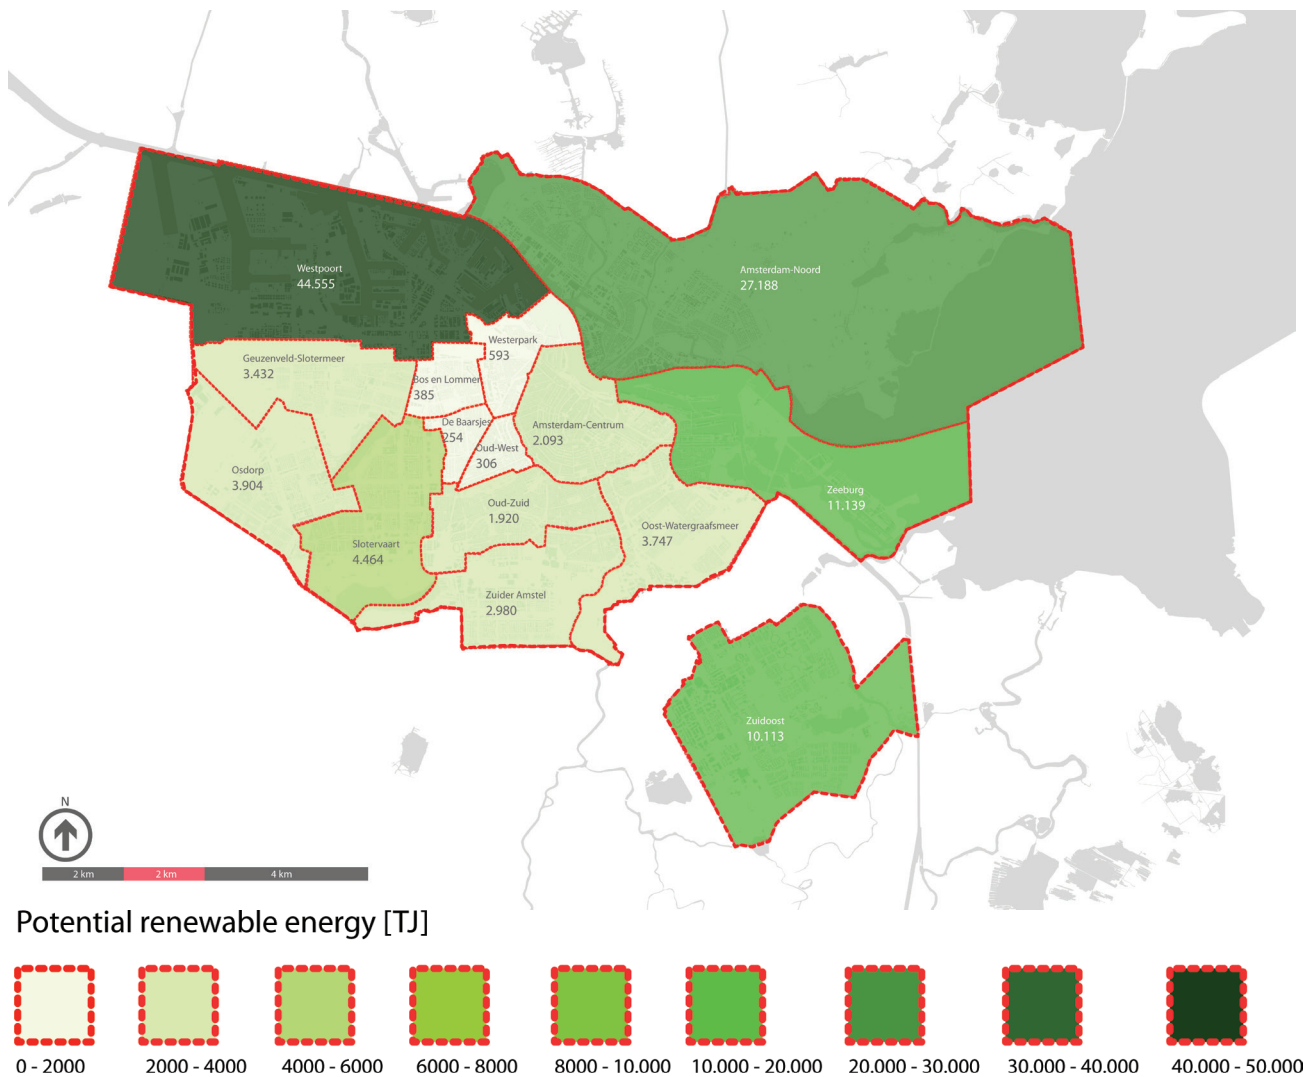 Westpoort
44.555
Amsterdam-Noord
27.188
Westerpark
593
Geuzenveld-Slotermeer
3.432
Bos en Lommer
385
De Baarsjes
254
Oud-West
306
Amsterdam-Centrum
2.093
Osdorp
3.904
Zeeburg
11.139
Oud-Zuid
1.920
Oost-Watergraafsmeer
3.747
Slotervaart
4.464
Zuider Amstel
2.980
Zuidoost
10.113
N
2 km 2 km 4 km
Potential renewable energy [TJ]
0 - 2000 2000 - 4000 4000 - 6000 6000 - 8000 8000 - 10.000 10.000 - 20.000 20.000 - 30.000 30.000 - 40.000 40.000 - 50.000